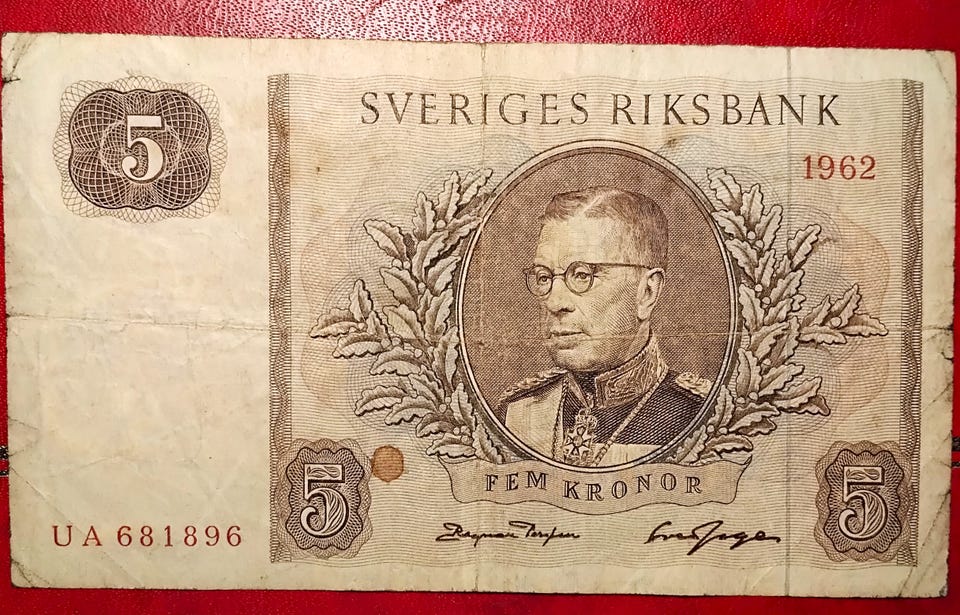 5
SVERIGES RIKSBANK
1962
FEM KRONOR
5
5
UA 681896